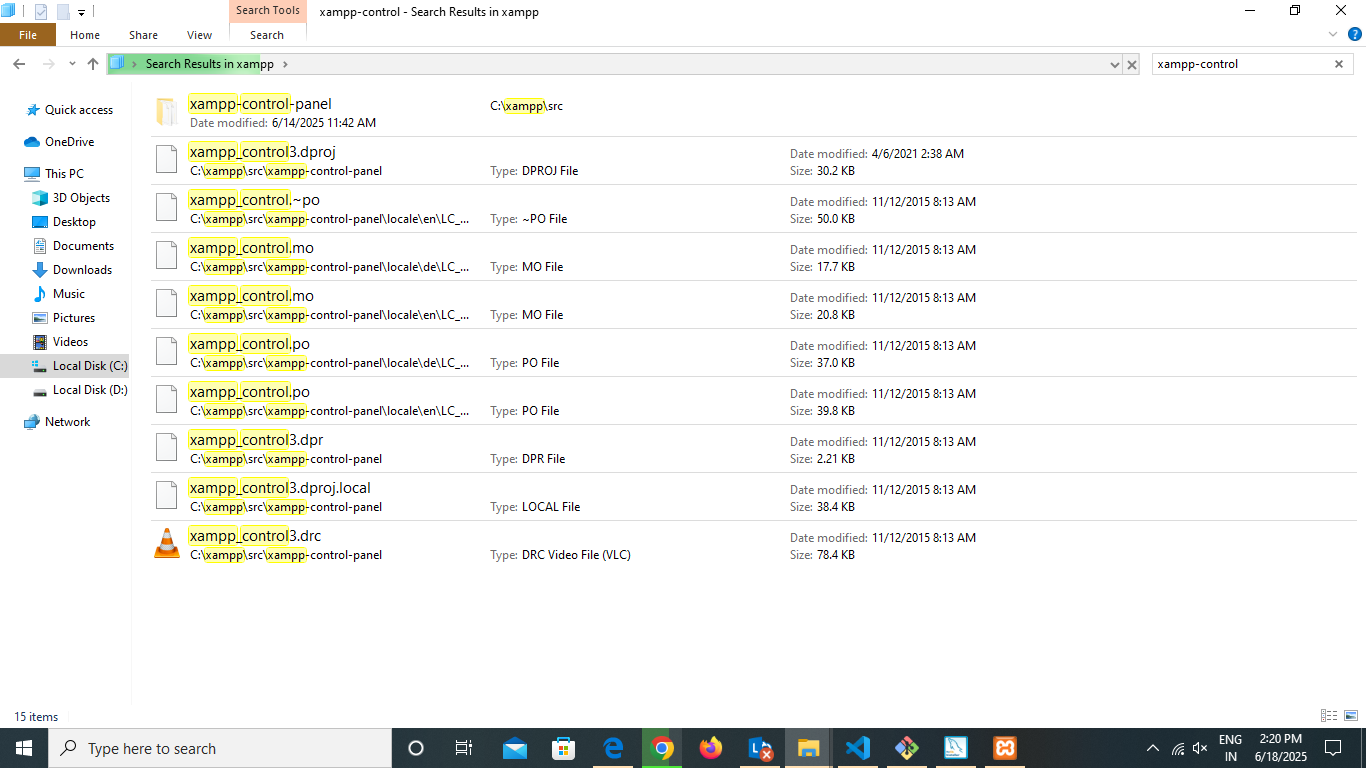 Search Tools
xampp-control - Search Results in xampp
File
Home
Share
View
Search
Search Results in xampp
xampp-control
Quick access
OneDrive
This PC
3D Objects
Desktop
Documents
Downloads
Music
Pictures
Videos
Local Disk (C:)
Local Disk (D:)
Network
xampp-control-panel
C:\xampp\src
Date modified: 6/14/2025 11:42 AM
xampp_control3.dproj
Date modified: 4/6/2021 2:38 AM
C:\xampp\src\xampp-control-panel
Type: DPROJ File
Size: 30.2 KB
xampp_control.~po
Date modified: 11/12/2015 8:13 AM
C:\xampp\src\xampp-control-panel\locale\en\LC_...
Type: ~PO File
Size: 50.0 KB
xampp_control.mo
Date modified: 11/12/2015 8:13 AM
C:\xampp\src\xampp-control-panel\locale\de\LC_...
Type: MO File
Size: 17.7 KB
xampp_control.mo
Date modified: 11/12/2015 8:13 AM
C:\xampp\src\xampp-control-panel\locale\en\LC_...
Type: MO File
Size: 20.8 KB
xampp_control.po
Date modified: 11/12/2015 8:13 AM
C:\xampp\src\xampp-control-panel\locale\de\LC_...
Type: PO File
Size: 37.0 KB
xampp_control.po
Date modified: 11/12/2015 8:13 AM
C:\xampp\src\xampp-control-panel\locale\en\LC_...
Type: PO File
Size: 39.8 KB
xampp_control3.dpr
Date modified: 11/12/2015 8:13 AM
C:\xampp\src\xampp-control-panel
Type: DPR File
Size: 2.21 KB
xampp_control3.dproj.local
Date modified: 11/12/2015 8:13 AM
C:\xampp\src\xampp-control-panel
Type: LOCAL File
Size: 38.4 KB
xampp_control3.drc
Date modified: 11/12/2015 8:13 AM
C:\xampp\src\xampp-control-panel
Type: DRC Video File (VLC)
Size: 78.4 KB
15 items
Type here to search
ENG
IN
2:20 PM
6/18/2025